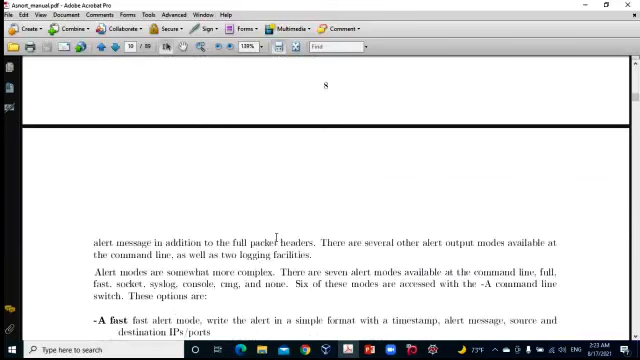 Asnort_manual.pdf - Adobe Acrobat Pro
File Edit View Document Comments Forms Tools Advanced Window Help
Create Combine Collaborate Secure Sign Forms Multimedia Comment
10 / 89 139% Find
8
alert message in addition to the full packet headers. There are several other alert output modes available at
the command line, as well as two logging facilities.
Alert modes are somewhat more complex. There are seven alert modes available at the command line, full,
fast, socket, syslog, console, cmg, and none. Six of these modes are accessed with the -A command line
switch. These options are:
-A fast fast alert mode, write the alert in a simple format with a timestamp, alert message, source and
destination IPs/ports
Type here to search
73°F
2:23 AM
8/17/2021